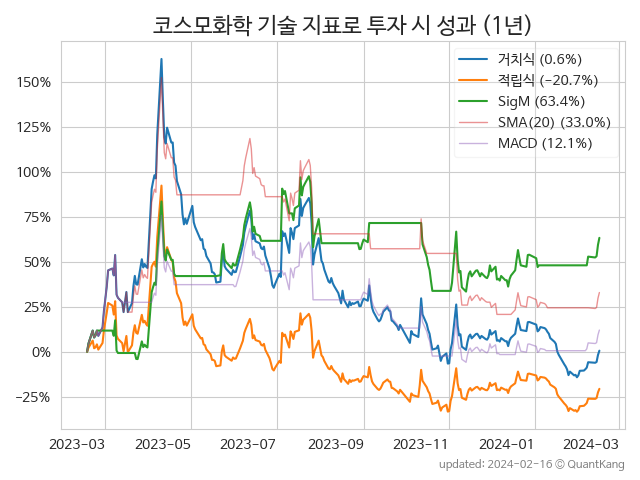 코스모화학 기술 지표로 투자 시 성과 (1년)
거치식 (0.6%)
적립식 (−20.7%)
SigM (63.4%)
SMA(20) (33.0%)
MACD (12.1%)
150%
125%
100%
75%
50%
25%
0%
−25%
2023-03 2023-05 2023-07 2023-09 2023-11 2024-01 2024-03
updated: 2024-02-16 © QuantKang